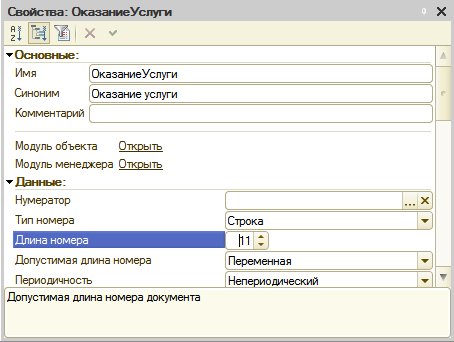 Свойства: ОказаниеУслуги
Основные:
Имя ОказаниеУслуги
Синоним Оказание услуги
Комментарий
Модуль объекта Открыть
Модуль менеджера Открыть
Данные:
Нумератор ...
Тип номера Строка
Длина номера 11
Допустимая длина номера Переменная
Периодичность Непериодический
Допустимая длина номера документа